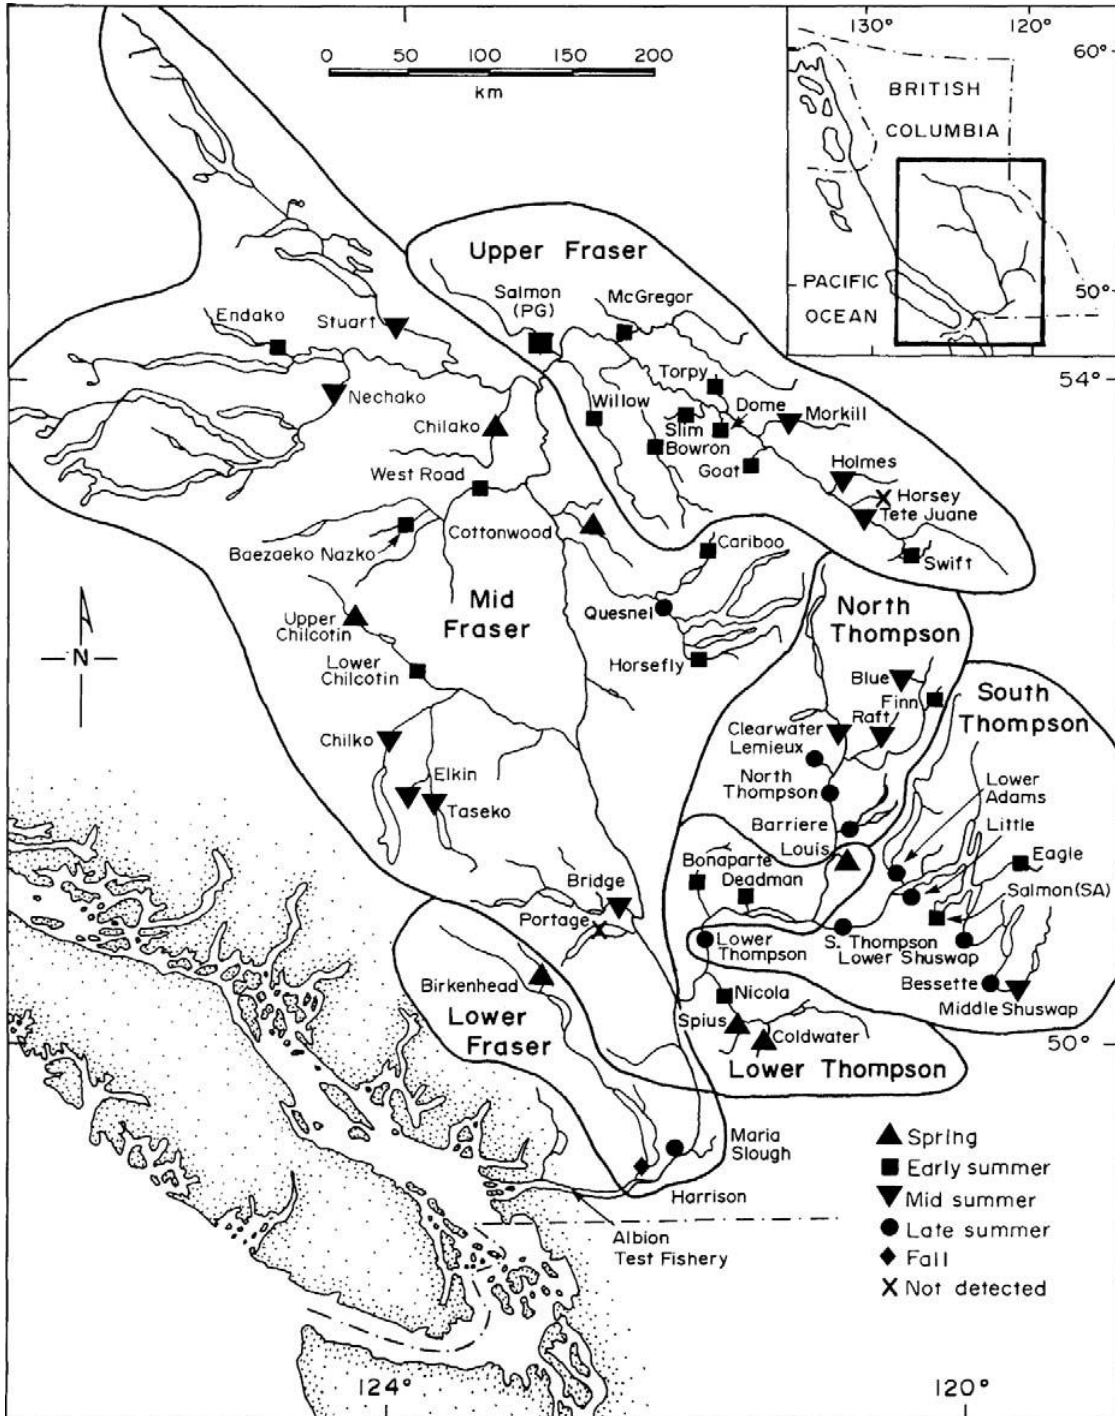 130° 120°
60°
BRITISH
COLUMBIA
PACIFIC
OCEAN
50°
0 50 100 150 200
km
Upper Fraser
Salmon
(PG)
McGregor
Endako
Stuart
54°
Torpy
Nechako
Willow
Dome
Morkill
Chilako
Slim
Bowron
Goat
West Road
Holmes
Horsey
Tete Juane
Cottonwood
Baezaeko Nazko
Cariboo
Swift
Mid
Fraser
Quesnel
North
Thompson
Upper
Chilcotin
Horsefly
Lower
Chilcotin
Blue
Finn
South
Thompson
Chilko
Clearwater
Raft
Lemieux
Elkin
Taseko
North
Thompson
Lower
Adams
Little
Barriere
Louis
Bonaparte
Deadman
Eagle
Salmon(SA)
Bridge
Portage
Lower
Thompson
S. Thompson
Lower Shuswap
Birkenhead
Nicola
Bessette
Middle Shuswap
Lower
Fraser
Spius
Coldwater
50°
Lower Thompson
Maria
Slough
Harrison
Albion
Test Fishery
Spring
Early summer
Mid summer
Late summer
Fall
Not detected
N
124° 120°